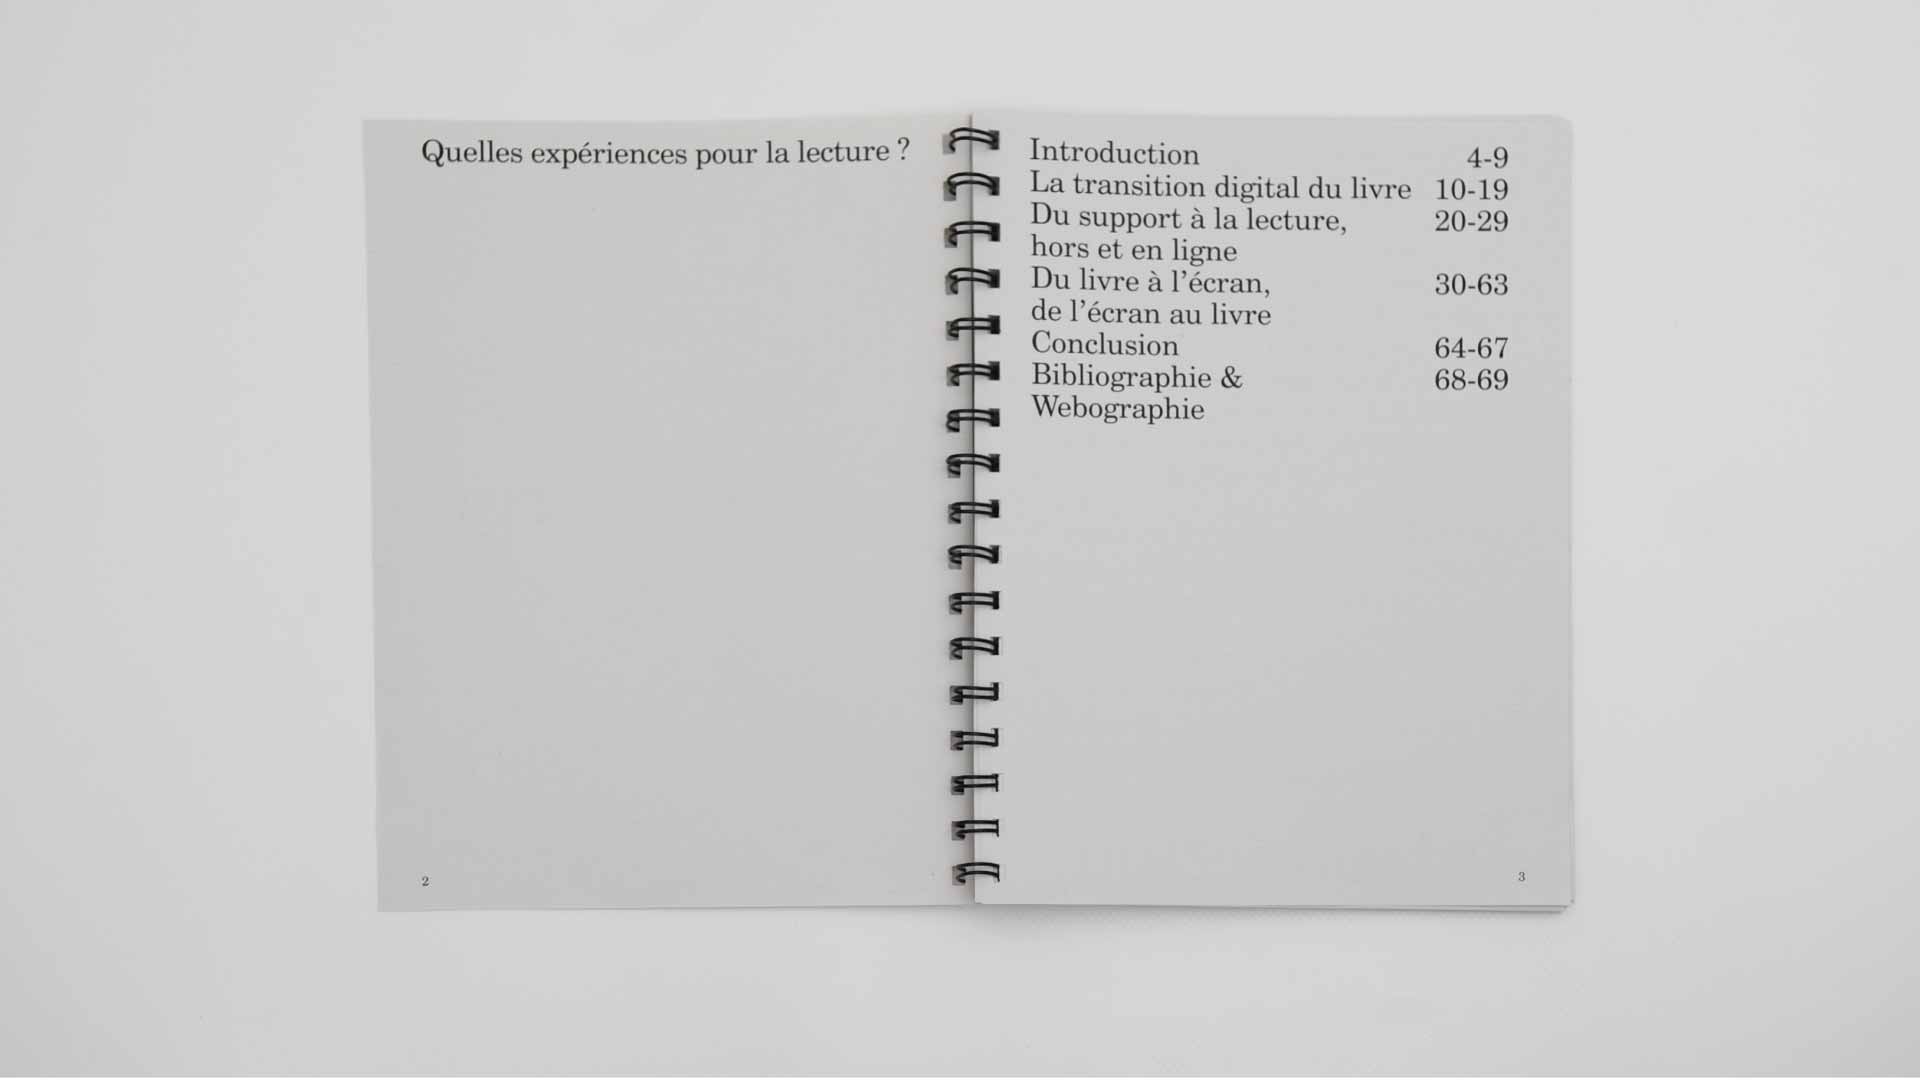 Quelles expériences pour la lecture ?
2
Introduction 4-9
La transition digital du livre 10-19
Du support à la lecture, 20-29
hors et en ligne
Du livre à l’écran, 30-63
de l’écran au livre
Conclusion 64-67
Bibliographie & 68-69
Webographie
3